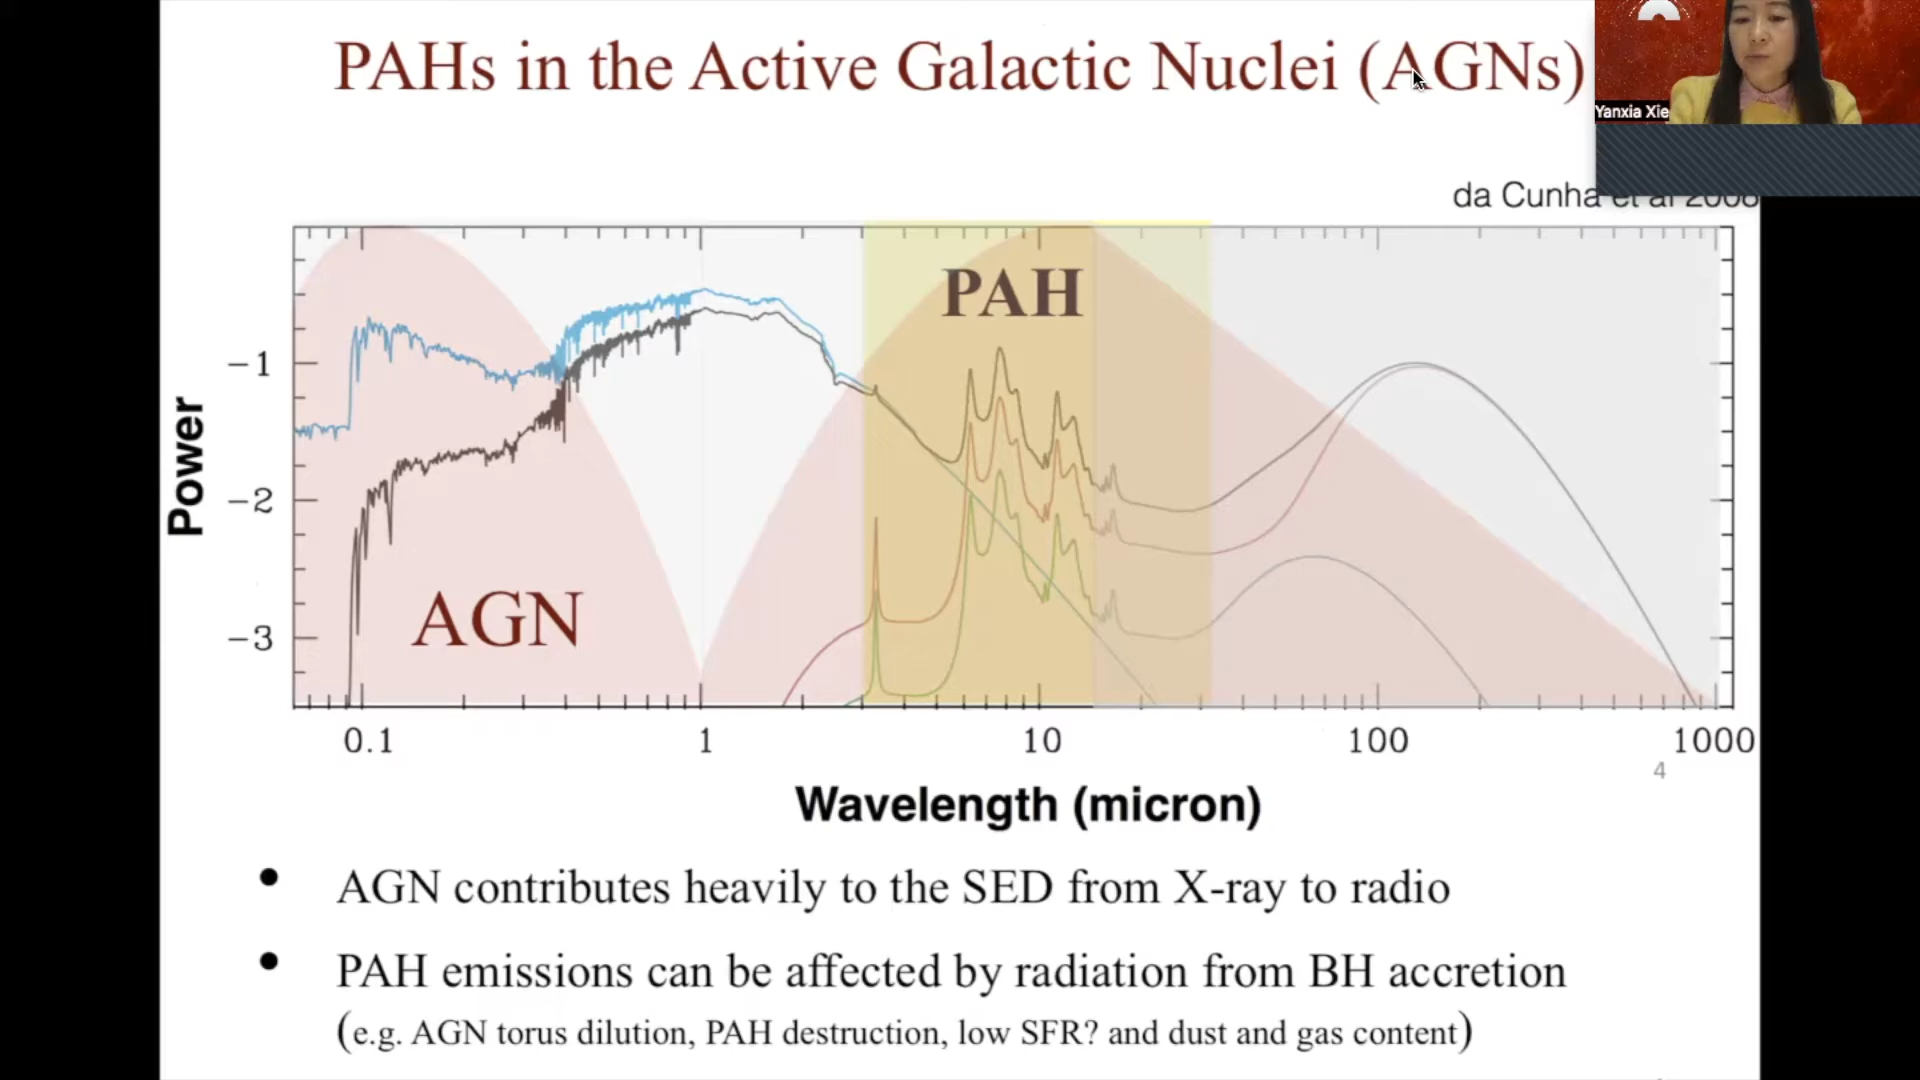 PAHs in the Active Galactic Nuclei (AGNs)
Yanxia Xie
da Cunha et al 2008
PAH
AGN
Power
−1
−2
−3
0.1 1 10 100 1000
4
Wavelength (micron)
• AGN contributes heavily to the SED from X-ray to radio
• PAH emissions can be affected by radiation from BH accretion
(e.g. AGN torus dilution, PAH destruction, low SFR? and dust and gas content)